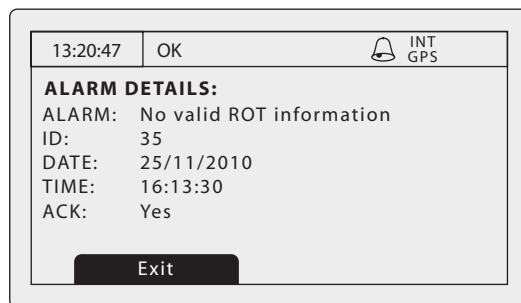 13:20:47 OK INT
GPS
ALARM DETAILS:
ALARM: No valid ROT information
ID: 35
DATE: 25/11/2010
TIME: 16:13:30
ACK: Yes
Exit